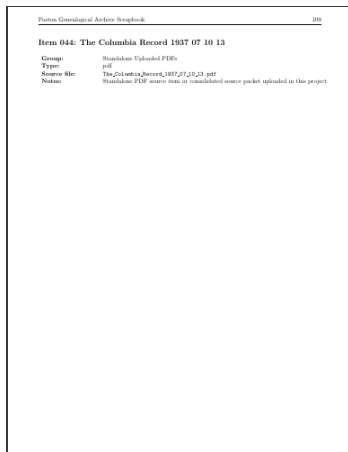 Poston Genealogical Archive Scrapbook 109
Item 044: The Columbia Record 1937 07 10 13
Group: Standalone Uploaded PDFs
Type: pdf
Source file: The_Columbia_Record_1937_07_10_13.pdf
Notes: Standalone PDF source item or consolidated source packet uploaded in this project